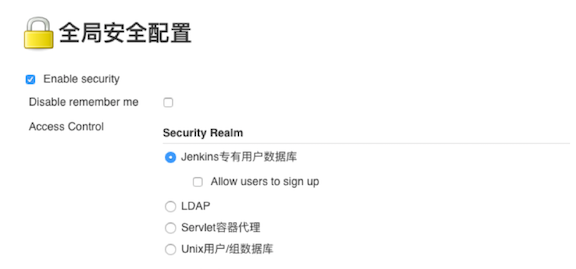 全局安全配置
Enable security
Disable remember me
Access Control
Security Realm
Jenkins专有用户数据库
Allow users to sign up
LDAP
Servlet容器代理
Unix用户/组数据库